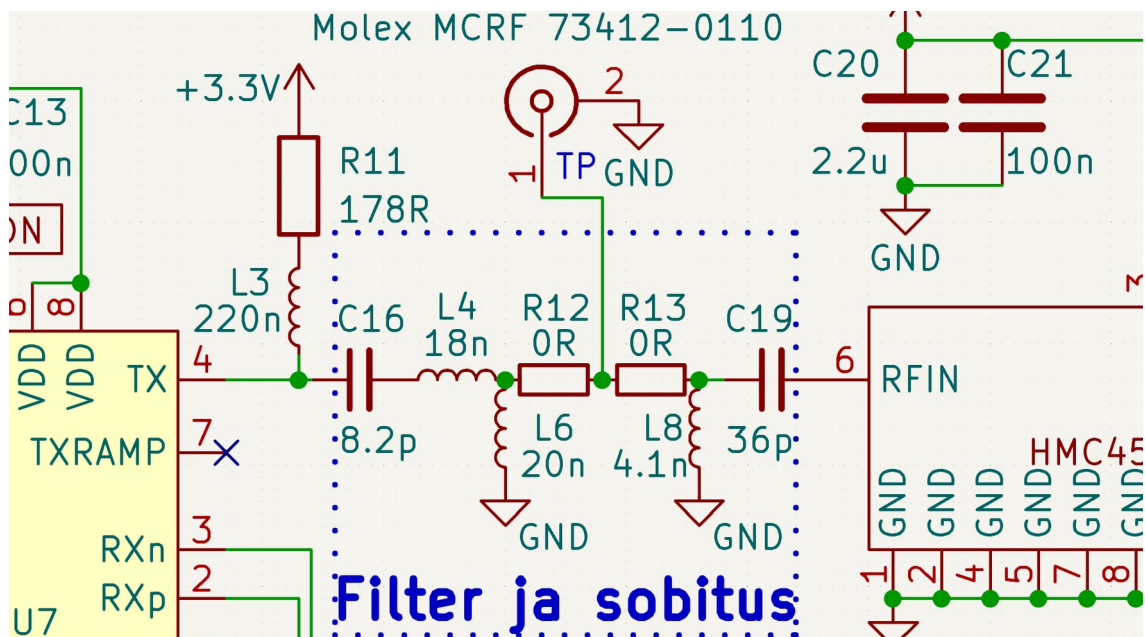 Molex MCRF 73412-0110
+3.3V
2
C20
C21
C13
00n
R11
178R
1
TP
GND
2.2u
100n
GND
L3
220n
C16
L4
18n
R12
0R
R13
0R
C19
8
VDD
VDD
TX
4
6
RFIN
8.2p
L6
20n
L8
4.1n
36p
TXRAMP
7
HMC45
GND
GND
GND
GND
GND
GND
GND
GND
RXn
3
RXp
2
1
2
4
5
7
8
Filter ja sobitus
U7